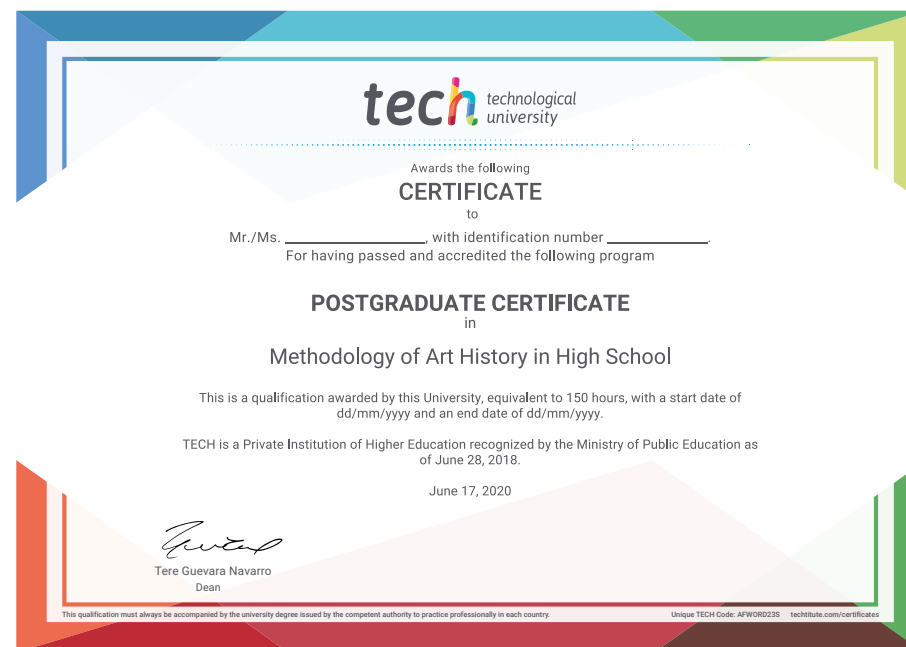 tech technological
university
Awards the following
CERTIFICATE
to
Mr./Ms. ____________________, with identification number ______________.
For having passed and accredited the following program
POSTGRADUATE CERTIFICATE
in
Methodology of Art History in High School
This is a qualification awarded by this University, equivalent to 150 hours, with a start date of
dd/mm/yyyy and an end date of dd/mm/yyyy.
TECH is a Private Institution of Higher Education recognized by the Ministry of Public Education as
of June 28, 2018.
June 17, 2020
Tere Guevara Navarro
Dean
This qualification must always be accompanied by the university degree issued by the competent authority to practice professionally in each country. Unique TECH Code: AFWORD23S techtitute.com/certificates